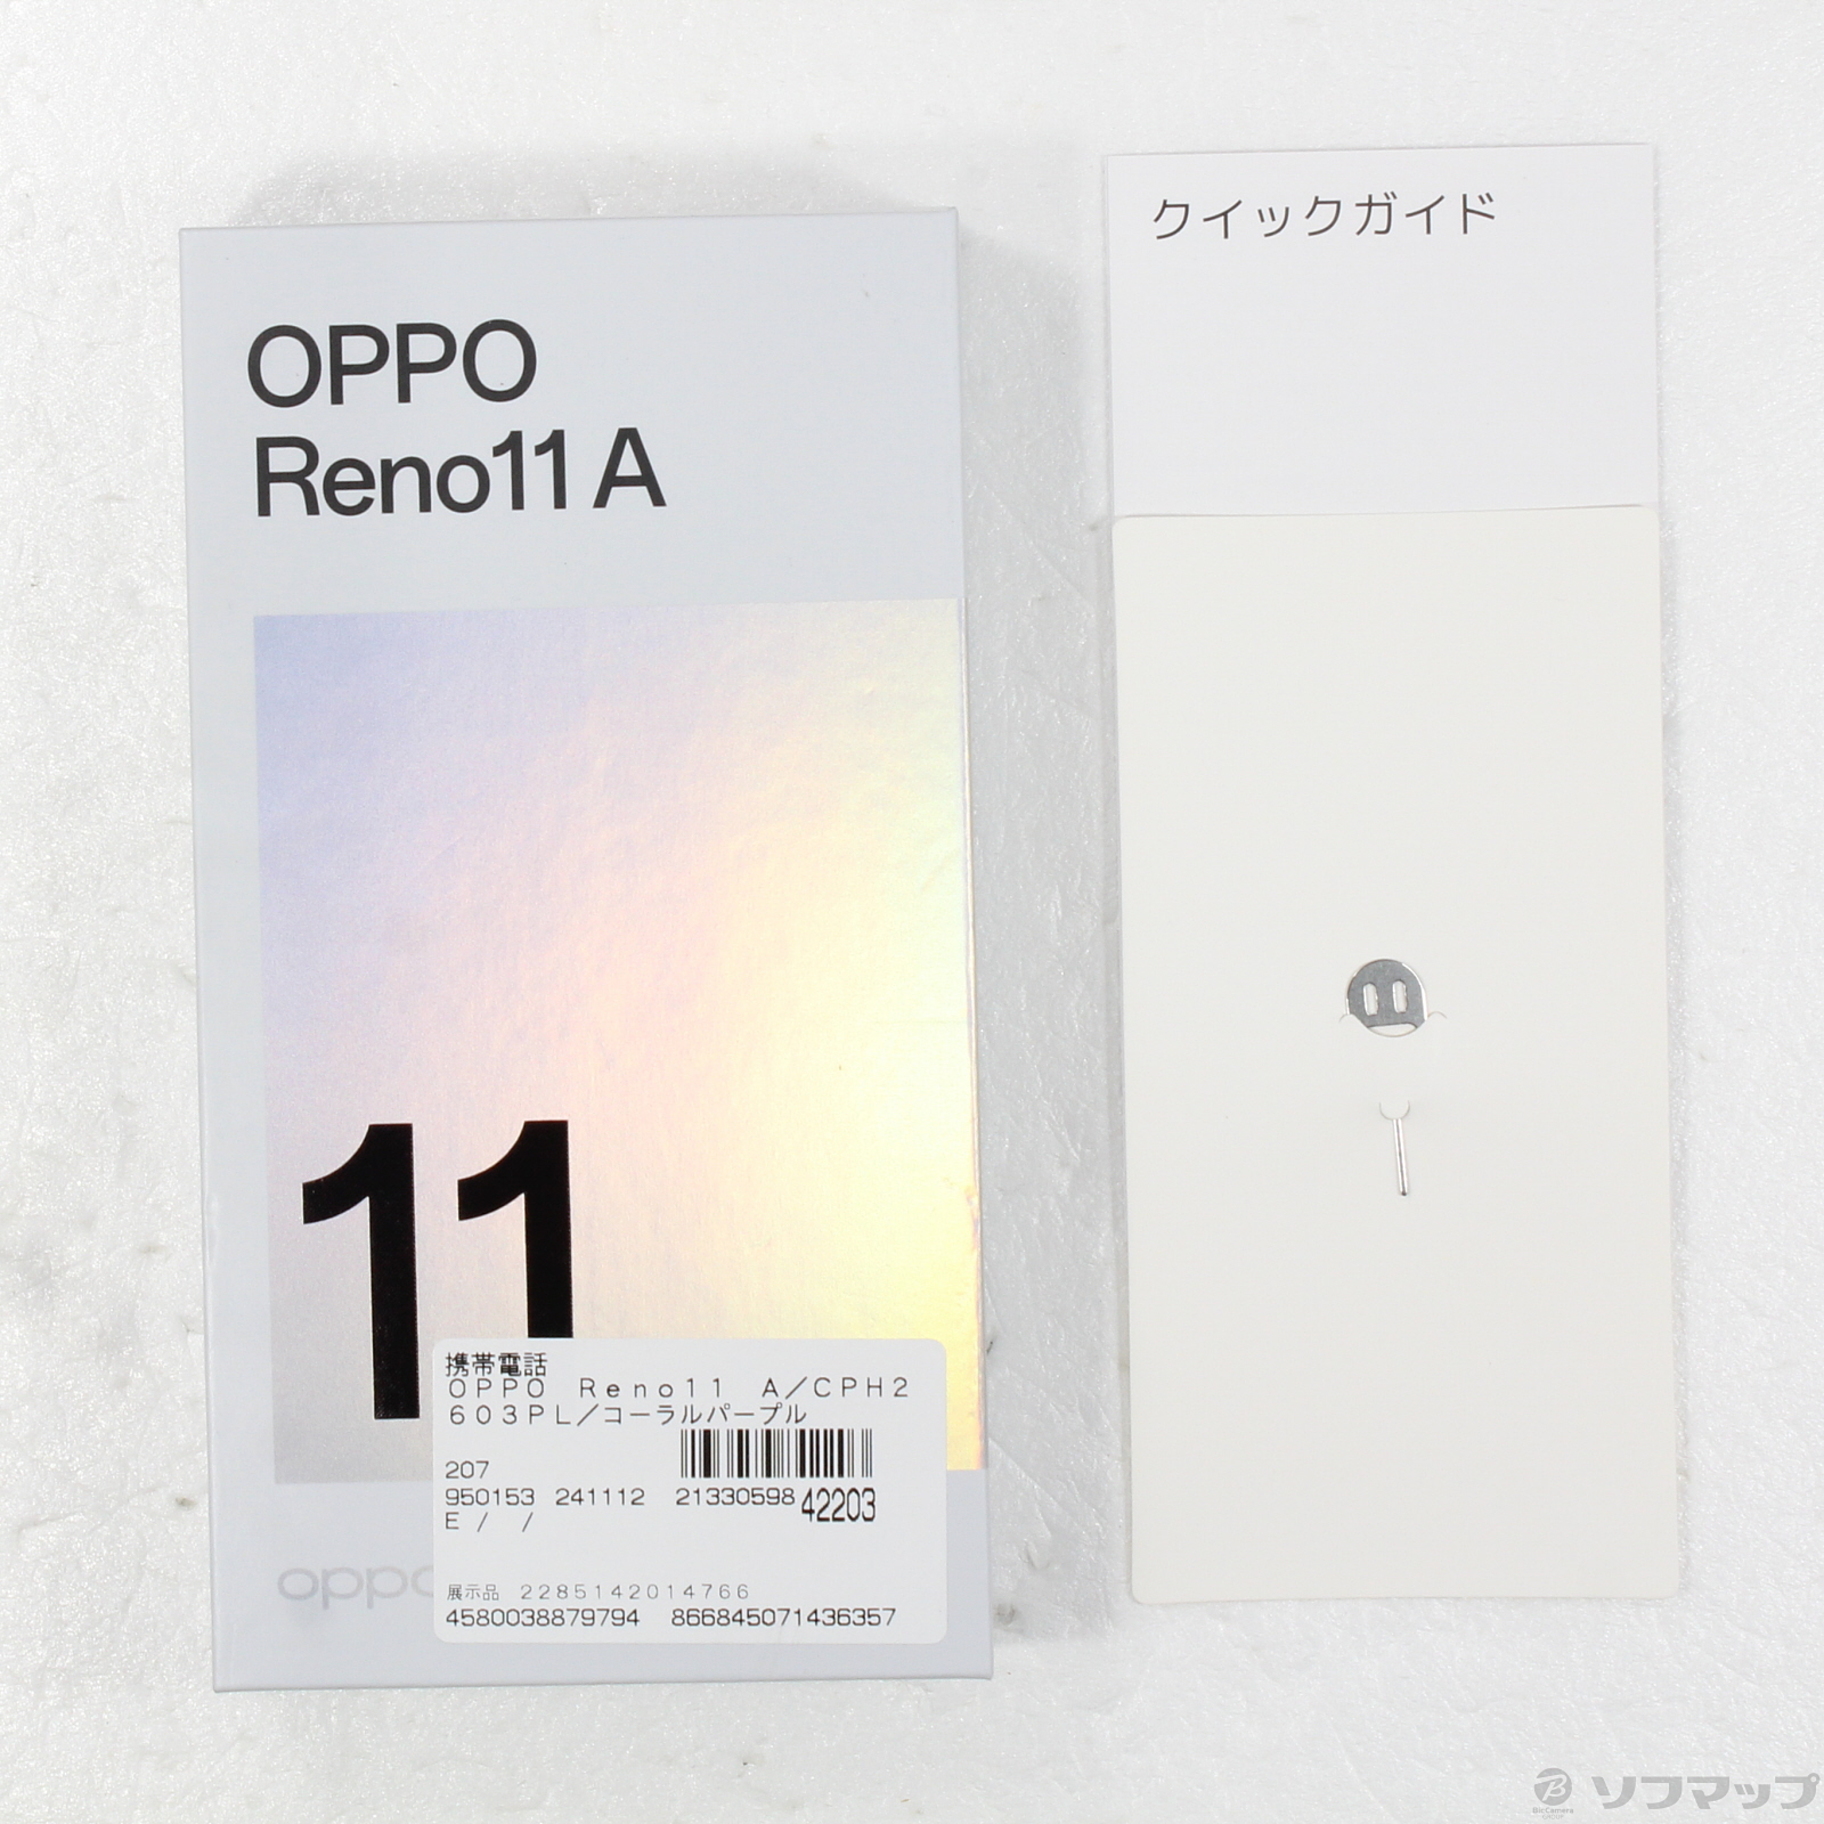 OPPO
Reno11 A
11
携帯電話
OPPO Reno11 A/CPH2
603PL/コーラルパープル
207
950153 241112 21330598 42203
E / /
展示品 2285142014766
4580038879794 866845071436357
oppo
クイックガイド
B
BicCamera
GROUP
ソフマップ